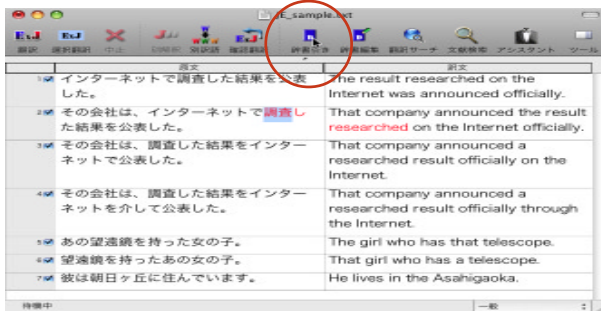 JE_sample.txt
翻訳 選択翻訳 中止 別訳語 確認翻訳 辞書引き 辞書編集 翻訳サーチ 文献検索 アシスタント ツール
原文 訳文
1 インターネットで調査した結果を公表 The result researched on the
した。 Internet was announced officially.
2 その会社は、インターネットで調査し That company announced the result
た結果を公表した。 researched on the Internet officially.
3 その会社は、調査した結果をインター That company announced a
ネットで公表した。 researched result officially on the
Internet.
4 その会社は、調査した結果をインター That company announced a
ネットを介して公表した。 researched result officially through
the Internet.
5 あの望遠鏡を持った女の子。 The girl who has that telescope.
6 望遠鏡を持ったあの女の子。 That girl who has a telescope.
7 彼は朝日ヶ丘に住んでいます。 He lives in the Asahigaoka.
待機中 一般